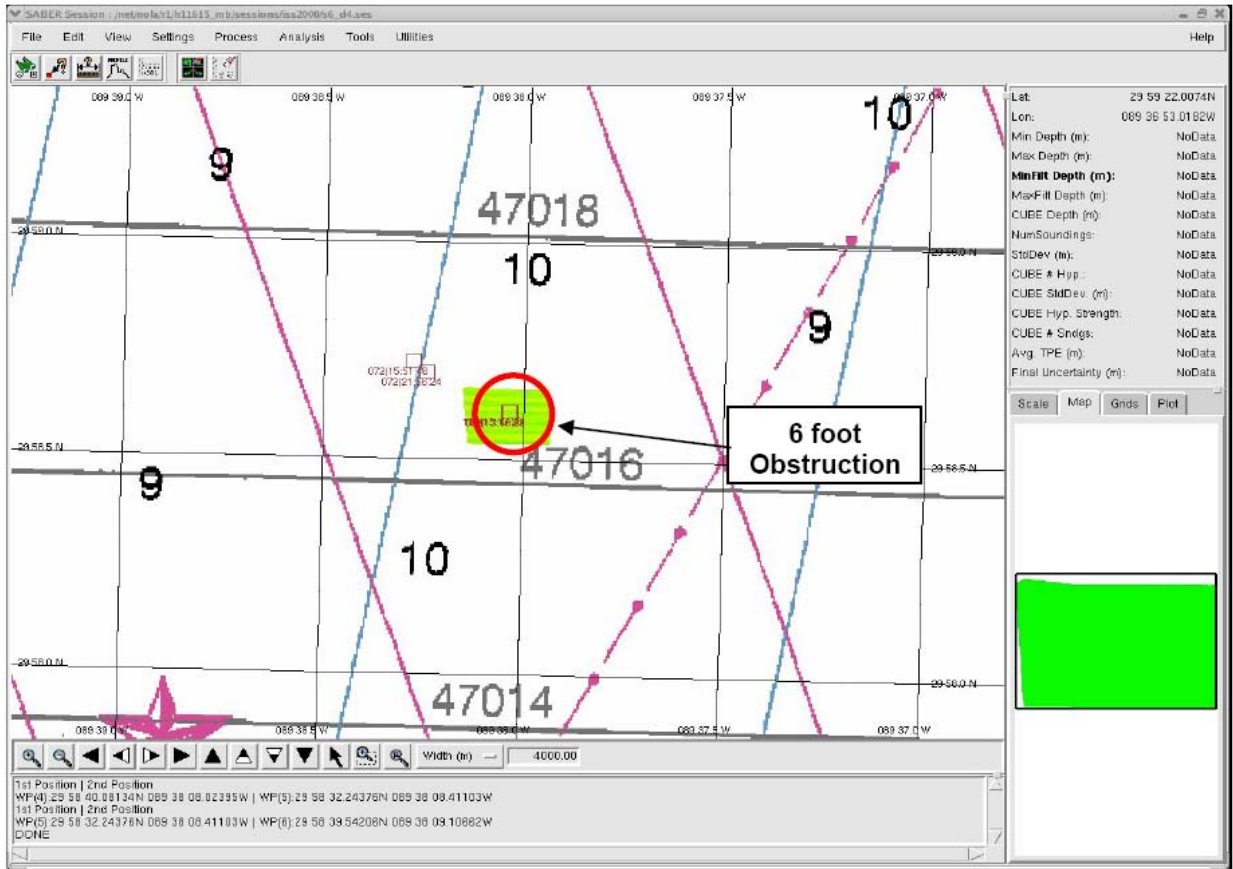 SABER Session : /net/nola/r1/h11615_mb/sessions/iss2000/s6_d4.ses
File Edit View Settings Process Analysis Tools Utilities Help
089 39.0 W 089 38.5 W 089 38.0 W 089 37.5 W 089 37.0 W
10
9
47018
29 59.0 N
29 59.0 N
10
9
072|21:56:24
6 foot
Obstruction
29 58.5 N
47016
29 58.5 N
9
10
29 58.0 N
29 58.0 N
47014
089 39.0 W 089 38.5 W 089 38.0 W 089 37.5 W 089 37.0 W
Lat: 29 59 22.0074N
Lon: 089 36 53.0182W
Min Depth (m): NoData
Max Depth (m): NoData
MinFilt Depth (m): NoData
MaxFilt Depth (m): NoData
CUBE Depth (m): NoData
NumSoundings: NoData
StdDev (m): NoData
CUBE # Hyp.: NoData
CUBE StdDev. (m): NoData
CUBE Hyp. Strength: NoData
CUBE # Sndgs: NoData
Avg. TPE (m): NoData
Final Uncertainty (m): NoData
Scale Map Grids Plot
Width (m) 4000.00
1st Position | 2nd Position
WP(4):29 58 40.08134N 089 38 08.02395W | WP(5):29 58 32.24376N 089 38 08.41103W
1st Position | 2nd Position
WP(5):29 58 32.24376N 089 38 08.41103W | WP(6):29 58 39.54206N 089 38 09.10662W
DONE